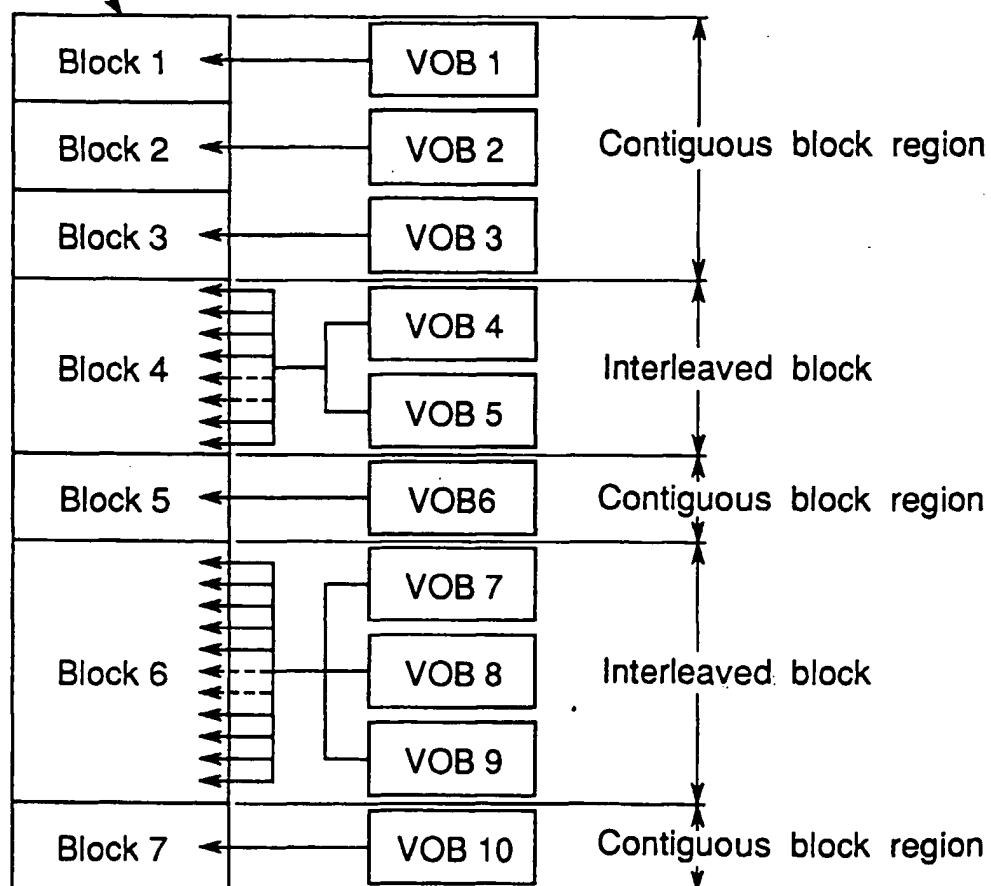 Block 1
VOB 1
Block 2
VOB 2
Contiguous block region
Block 3
VOB 3
VOB 4
Block 4
Interleaved block
VOB 5
Block 5
VOB6
Contiguous block region
VOB 7
Block 6
VOB 8
Interleaved block
VOB 9
Block 7
VOB 10
Contiguous block region